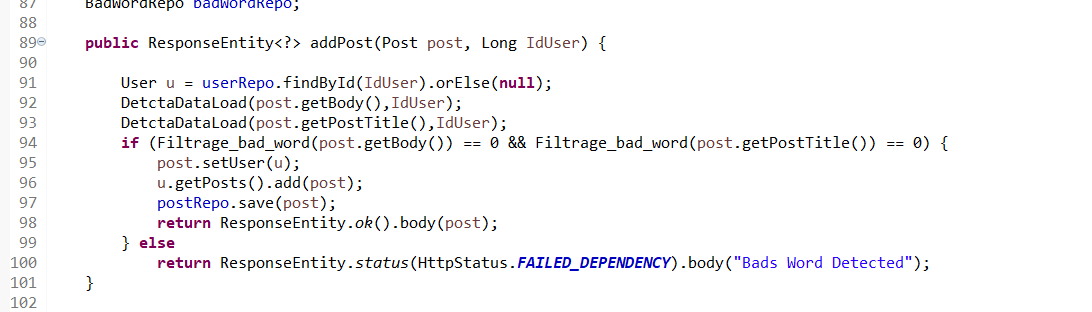 87 BadWordRepo badWordRepo;
88
89 public ResponseEntity<?> addPost(Post post, Long IdUser) {
90
91 User u = userRepo.findById(IdUser).orElse(null);
92 DetctaDataLoad(post.getBody(),IdUser);
93 DetctaDataLoad(post.getPostTitle(),IdUser);
94 if (Filtrage_bad_word(post.getBody()) == 0 && Filtrage_bad_word(post.getPostTitle()) == 0) {
95 post.setUser(u);
96 u.getPosts().add(post);
97 postRepo.save(post);
98 return ResponseEntity.ok().body(post);
99 } else
100 return ResponseEntity.status(HttpStatus.FAILED_DEPENDENCY).body("Bads Word Detected");
101 }
102